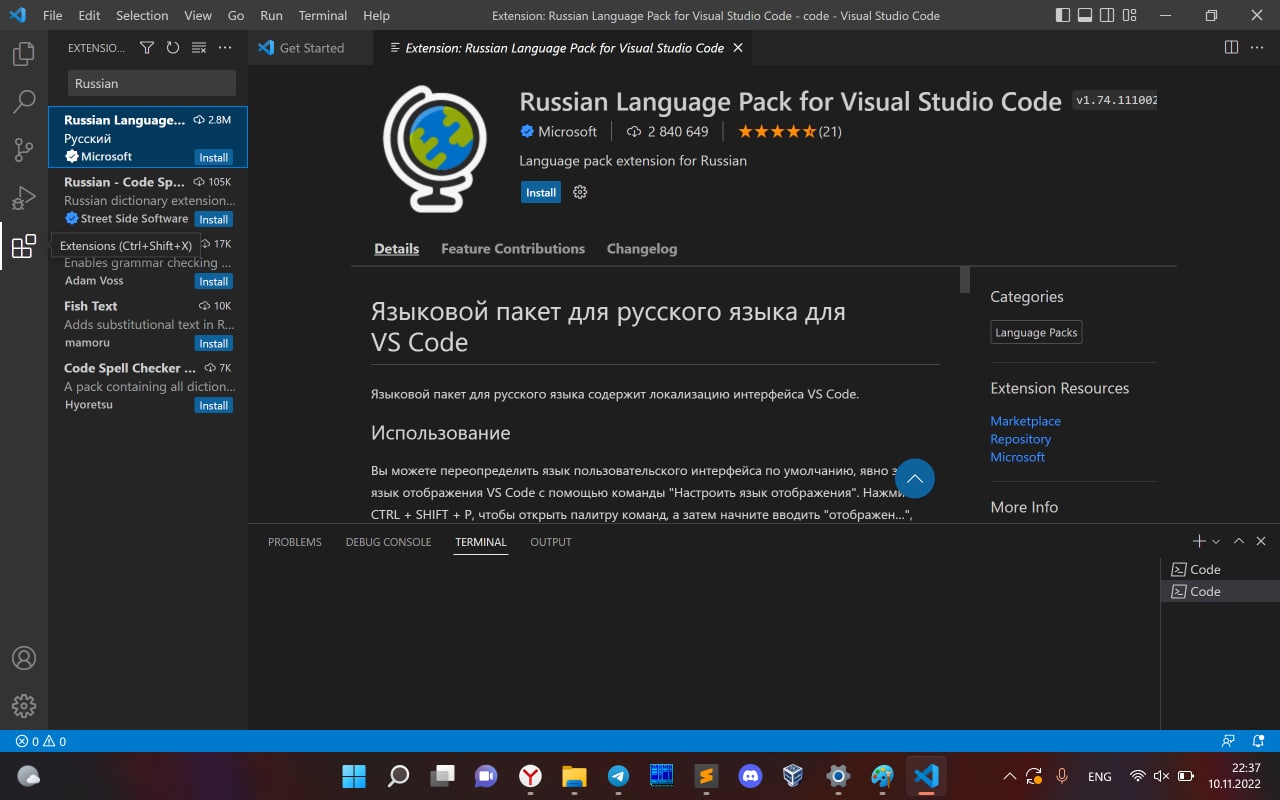 File Edit Selection View Go Run Terminal Help
Extension: Russian Language Pack for Visual Studio Code - code - Visual Studio Code
EXTENSIO...
Get Started
Extension: Russian Language Pack for Visual Studio Code
Russian
Russian Language... 2.8M
Русский
Microsoft Install
Russian - Code Sp... 105K
Russian dictionary extension...
Street Side Software Install
Extensions (Ctrl+Shift+X) 17K
Enables grammar checking ...
Adam Voss Install
Fish Text 10K
Adds substitutional text in R...
mamoru Install
Code Spell Checker ... 7K
A pack containing all diction...
Hyoretsu Install
Russian Language Pack for Visual Studio Code v1.74.111002
Microsoft 2 840 649 (21)
Language pack extension for Russian
Install
Details Feature Contributions Changelog
Языковой пакет для русского языка для
VS Code
Языковой пакет для русского языка содержит локализацию интерфейса VS Code.
Использование
Вы можете переопределить язык пользовательского интерфейса по умолчанию, явно
язык отображения VS Code с помощью команды "Настроить язык отображения". Нажми
CTRL + SHIFT + P, чтобы открыть палитру команд, а затем начните вводить "отображен...",
Categories
Language Packs
Extension Resources
Marketplace
Repository
Microsoft
More Info
PROBLEMS DEBUG CONSOLE TERMINAL OUTPUT
Code
Code
0 0
ENG
22:37
10.11.2022